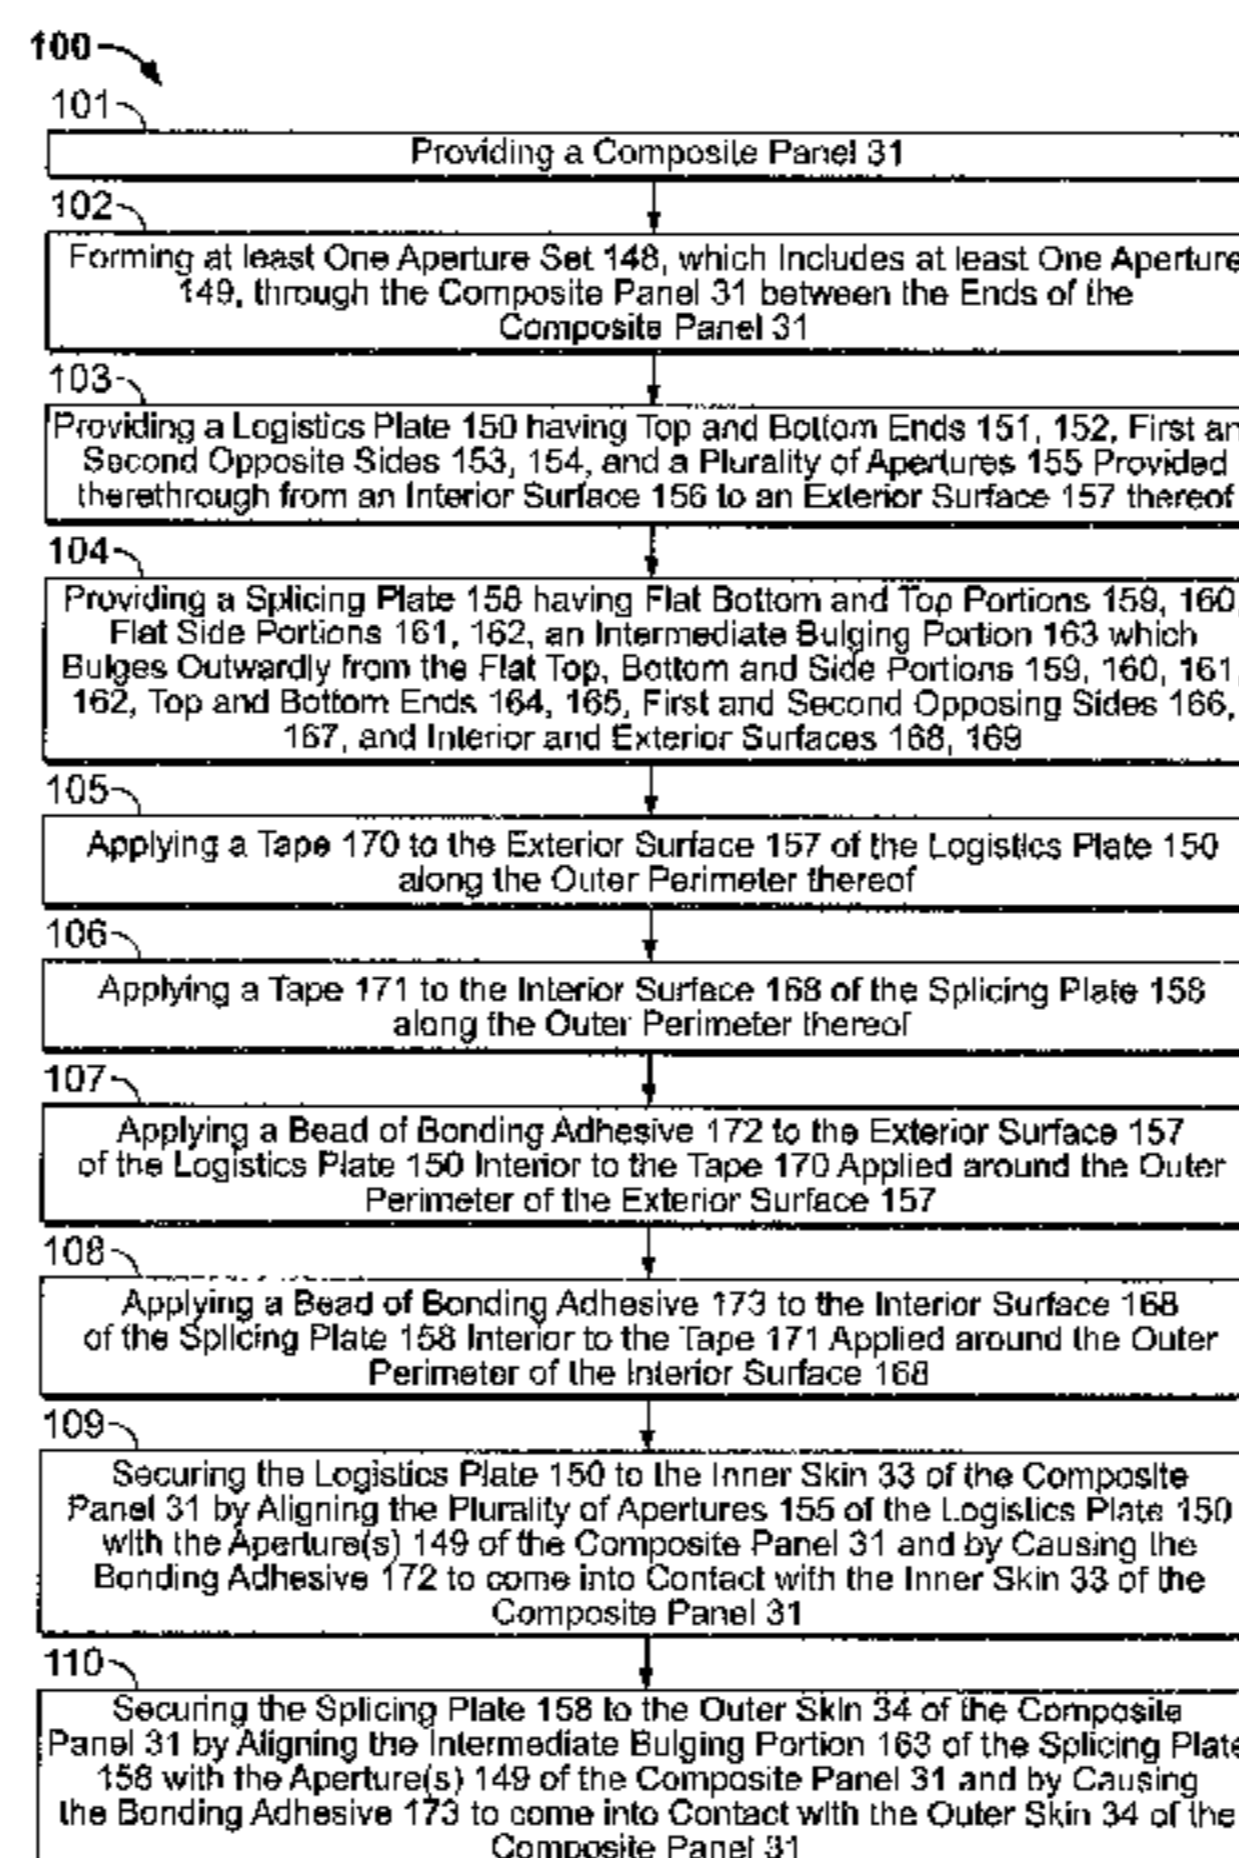 100
101
Providing a Composite Panel 31
102
Forming at least One Aperture Set 148, which Includes at least One Aperture
149, through the Composite Panel 31 between the Ends of the
Composite Panel 31
103
Providing a Logistics Plate 150 having Top and Bottom Ends 151, 152, First an
Second Opposite Sides 153, 154, and a Plurality of Apertures 155 Provided
therethrough from an Interior Surface 156 to an Exterior Surface 157 thereof
104
Providing a Splicing Plate 158 having Flat Bottom and Top Portions 159, 160,
Flat Side Portions 161, 162, an Intermediate Bulging Portion 163 which
Bulges Outwardly from the Flat Top, Bottom and Side Portions 159, 160, 161,
162, Top and Bottom Ends 164, 165, First and Second Opposing Sides 166,
167, and Interior and Exterior Surfaces 168, 169
105
Applying a Tape 170 to the Exterior Surface 157 of the Logistics Plate 150
along the Outer Perimeter thereof
106
Applying a Tape 171 to the Interior Surface 168 of the Splicing Plate 158
along the Outer Perimeter thereof
107
Applying a Bead of Bonding Adhesive 172 to the Exterior Surface 157
of the Logistics Plate 150 Interior to the Tape 170 Applied around the Outer
Perimeter of the Exterior Surface 157
108
Applying a Bead of Bonding Adhesive 173 to the Interior Surface 168
of the Splicing Plate 158 Interior to the Tape 171 Applied around the Outer
Perimeter of the Interior Surface 168
109
Securing the Logistics Plate 150 to the Inner Skin 33 of the Composite
Panel 31 by Aligning the Plurality of Apertures 155 of the Logistics Plate 150
with the Aperture(s) 149 of the Composite Panel 31 and by Causing the
Bonding Adhesive 172 to come into Contact with the Inner Skin 33 of the
Composite Panel 31
110
Securing the Splicing Plate 158 to the Outer Skin 34 of the Composite
Panel 31 by Aligning the Intermediate Bulging Portion 163 of the Splicing Plate
158 with the Aperture(s) 149 of the Composite Panel 31 and by Causing
the Bonding Adhesive 173 to come into Contact with the Outer Skin 34 of the
Composite Panel 31